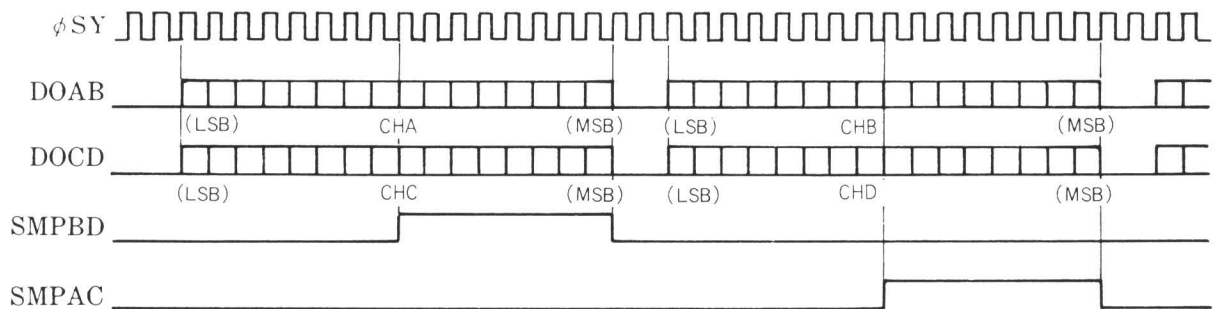 φSY
DOAB
(LSB) CHA (MSB) (LSB) CHB (MSB)
DOCD
(LSB) CHC (MSB) (LSB) CHD (MSB)
SMPBD
SMPAC